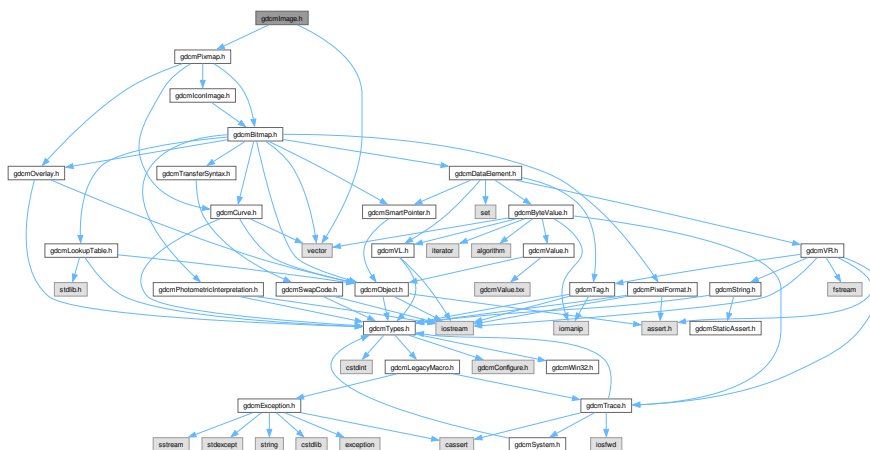 gdcmImage.h
gdcmPixmap.h
gdcmIconImage.h
gdcmBitmap.h
gdcmOverlay.h
gdcmTransferSyntax.h
gdcmDataElement.h
gdcmCurve.h
gdcmSmartPointer.h
set
gdcmByteValue.h
gdcmLookupTable.h
vector
gdcmVL.h
iterator
algorithm
gdcmValue.h
gdcmVR.h
stdlib.h
gdcmPhotometricInterpretation.h
gdcmSwapCode.h
gdcmObject.h
gdcmValue.txx
gdcmTag.h
gdcmPixelFormat.h
gdcmString.h
fstream
gdcmTypes.h
iostream
iomanip
assert.h
gdcmStaticAssert.h
cstdint
gdcmLegacyMacro.h
gdcmConfigure.h
gdcmWin32.h
gdcmException.h
gdcmTrace.h
sstream
stdexcept
string
cstdlib
exception
cassert
gdcmSystem.h
iosfwd